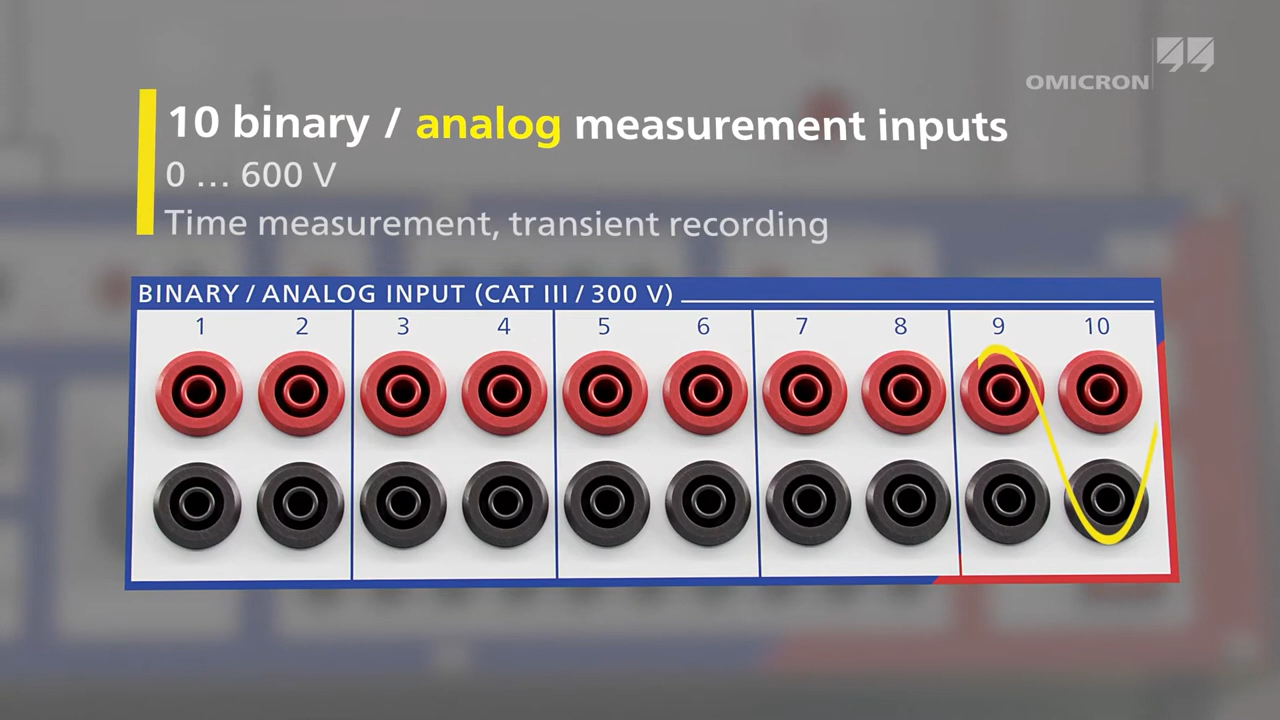 OMICRON
10 binary / analog measurement inputs
0 ... 600 V
Time measurement, transient recording
BINARY / ANALOG INPUT (CAT III / 300 V)
1 2 3 4 5 6 7 8 9 10